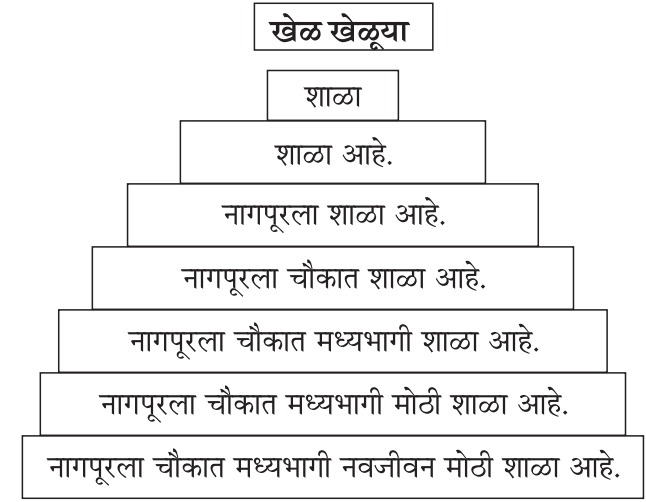 खेळ खेळूया
शाळा
शाळा आहे.
नागपूरला शाळा आहे.
नागपूरला चौकात शाळा आहे.
नागपूरला चौकात मध्यभागी शाळा आहे.
नागपूरला चौकात मध्यभागी मोठी शाळा आहे.
नागपूरला चौकात मध्यभागी नवजीवन मोठी शाळा आहे.